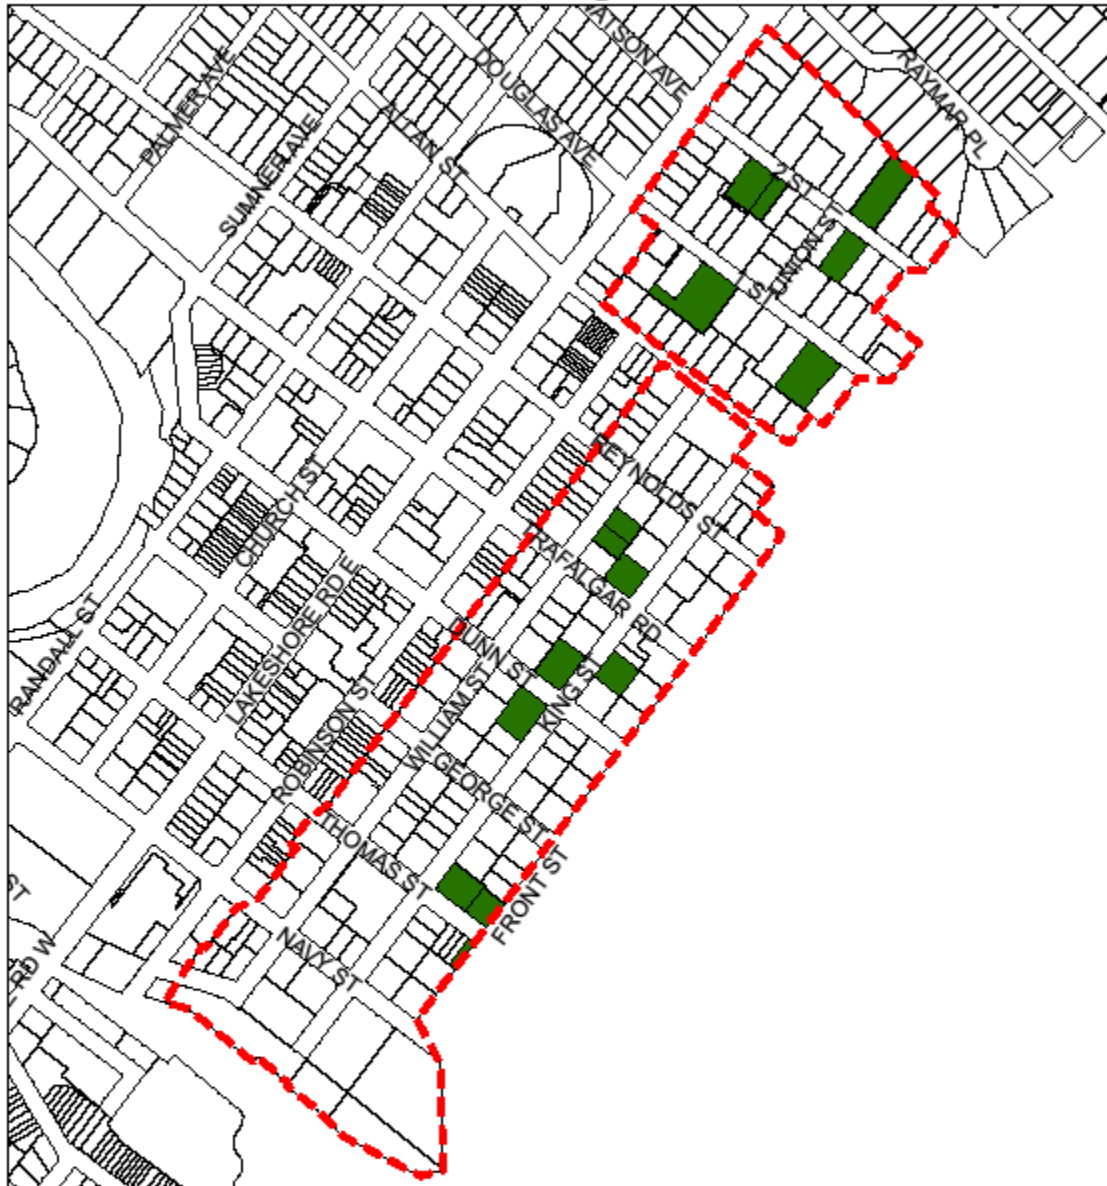 WATSON AVE
DOUGLAS AVE
RAYMAR PL
PALMER AVE
ALLAN ST
SUMNER AVE
2 ST
UNION ST
ST
REYNOLDS ST
CHURCH ST
TRAFALGAR RD
LAKESHORE RD E
DUNN ST
RANDALL ST
KING ST
WILLIAM ST
ROBINSON ST
GEORGE ST
THOMAS ST
FRONT ST
ST
NAVY ST
RD W